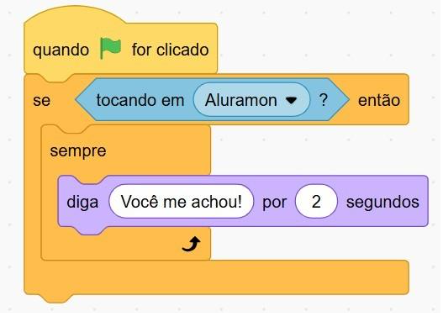 quando for clicado
se tocando em Aluramon ? então
sempre
diga Você me achou! por 2 segundos